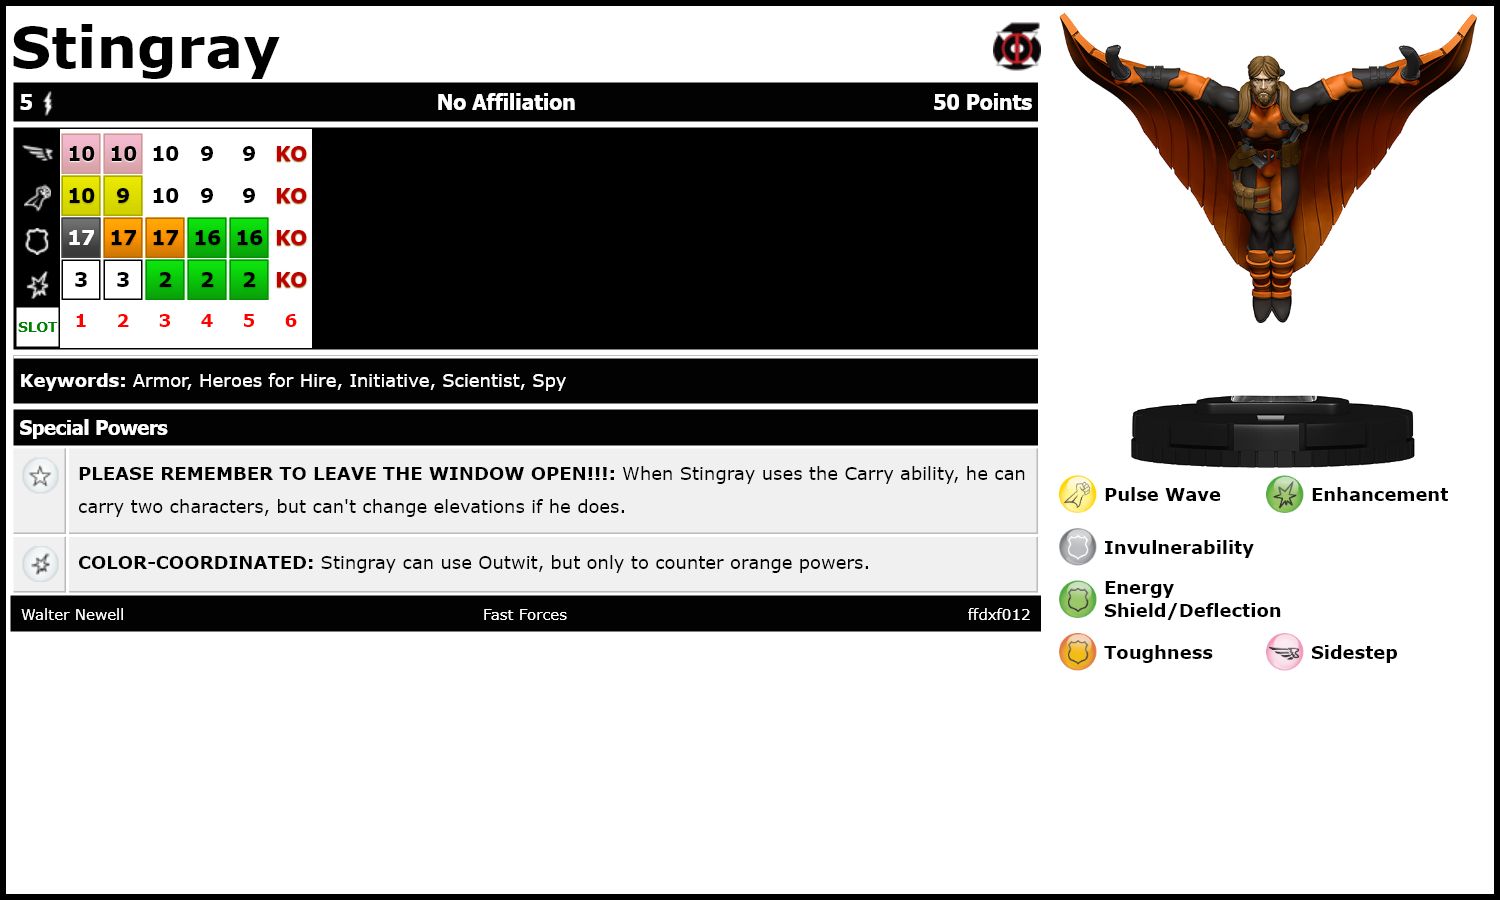 Stingray
5 No Affiliation 50 Points
10 10 10 9 9 KO
10 9 10 9 9 KO
17 17 17 16 16 KO
3 3 2 2 2 KO
SLOT 1 2 3 4 5 6
Keywords: Armor, Heroes for Hire, Initiative, Scientist, Spy
Special Powers
PLEASE REMEMBER TO LEAVE THE WINDOW OPEN!!!: When Stingray uses the Carry ability, he can
carry two characters, but can't change elevations if he does.
COLOR-COORDINATED: Stingray can use Outwit, but only to counter orange powers.
Walter Newell Fast Forces ffdxf012
Pulse Wave Enhancement
Invulnerability
Energy
Shield/Deflection
Toughness Sidestep